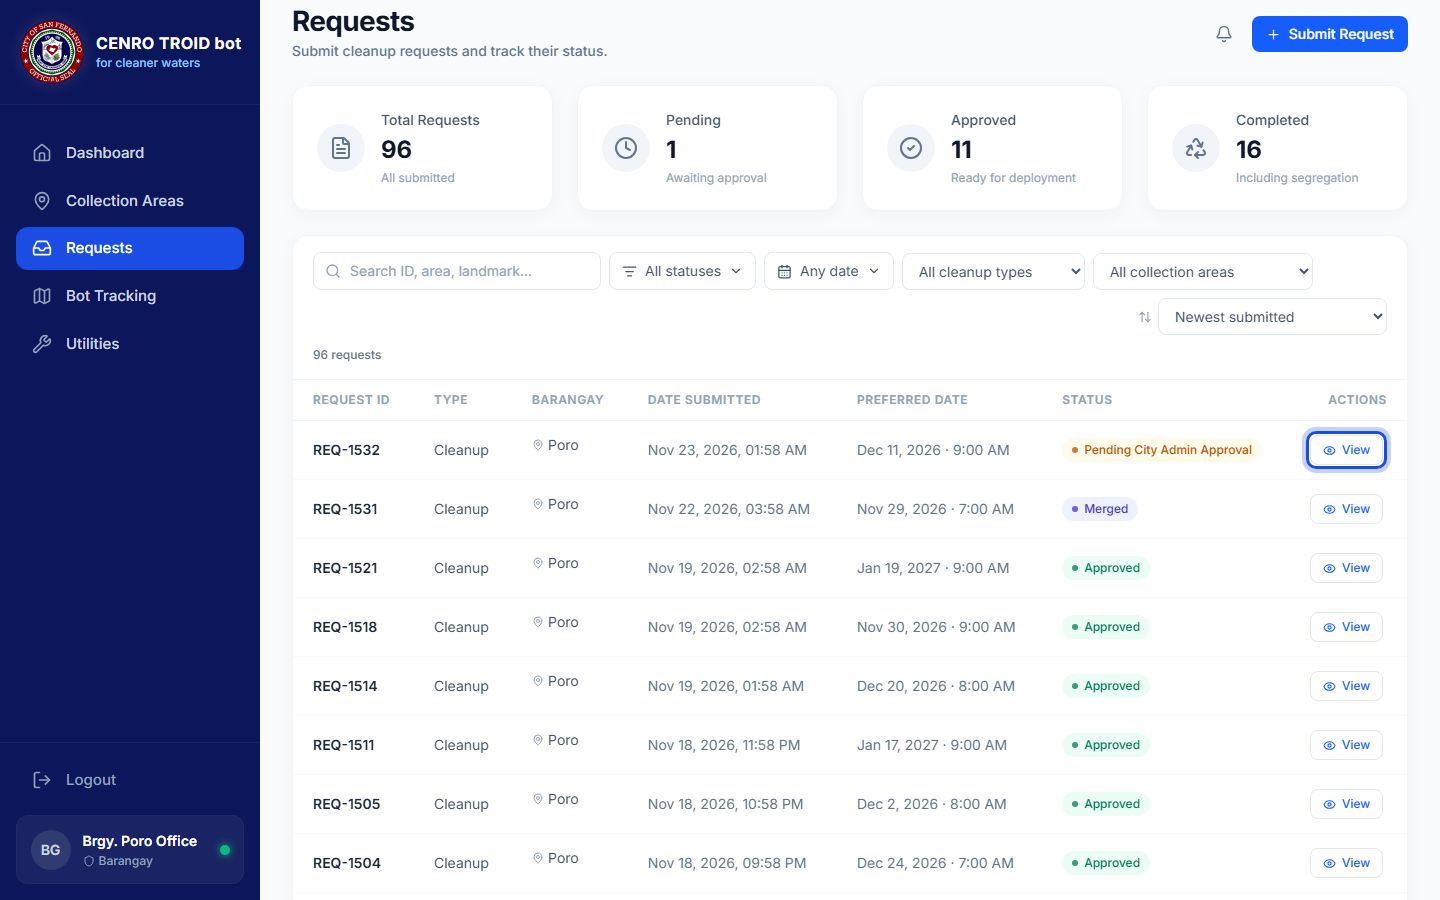 CITY OF SAN FERNANDO
OFFICIAL SEAL
CENRO TROID bot
for cleaner waters
Dashboard
Collection Areas
Requests
Bot Tracking
Utilities
Logout
BG
Brgy. Poro Office
Barangay
Requests
Submit cleanup requests and track their status.
Submit Request
Total Requests
96
All submitted
Pending
1
Awaiting approval
Approved
11
Ready for deployment
Completed
16
Including segregation
Search ID, area, landmark...
All statuses
Any date
All cleanup types
All collection areas
Newest submitted
96 requests
REQUEST ID TYPE BARANGAY DATE SUBMITTED PREFERRED DATE STATUS ACTIONS
REQ-1532 Cleanup Poro Nov 23, 2026, 01:58 AM Dec 11, 2026 · 9:00 AM Pending City Admin Approval View
REQ-1531 Cleanup Poro Nov 22, 2026, 03:58 AM Nov 29, 2026 · 7:00 AM Merged View
REQ-1521 Cleanup Poro Nov 19, 2026, 02:58 AM Jan 19, 2027 · 9:00 AM Approved View
REQ-1518 Cleanup Poro Nov 19, 2026, 02:58 AM Nov 30, 2026 · 9:00 AM Approved View
REQ-1514 Cleanup Poro Nov 19, 2026, 01:58 AM Dec 20, 2026 · 8:00 AM Approved View
REQ-1511 Cleanup Poro Nov 18, 2026, 11:58 PM Jan 17, 2027 · 9:00 AM Approved View
REQ-1505 Cleanup Poro Nov 18, 2026, 10:58 PM Dec 2, 2026 · 8:00 AM Approved View
REQ-1504 Cleanup Poro Nov 18, 2026, 09:58 PM Dec 24, 2026 · 7:00 AM Approved View